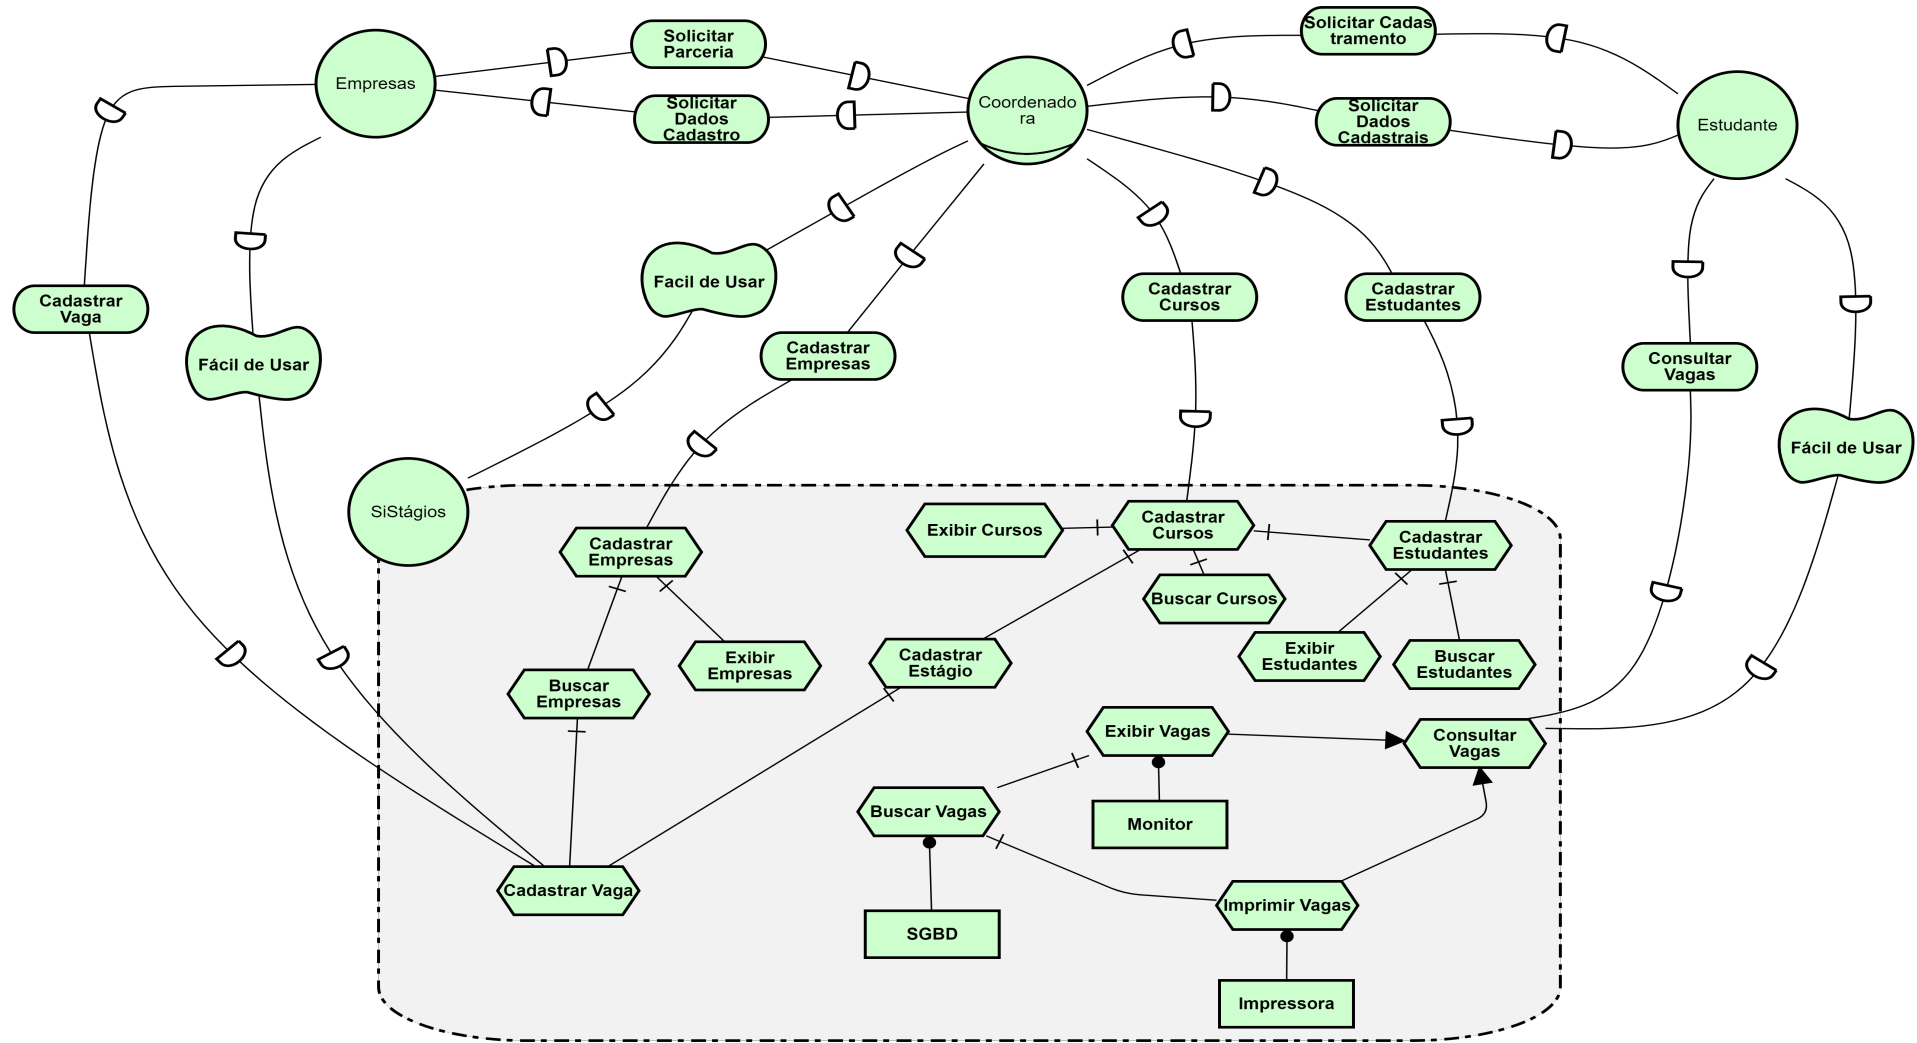 Solicitar
Parceria
Solicitar Cadas
tramento
Empresas
Coordenado
ra
Solicitar
Dados
Cadastro
Solicitar
Dados
Cadastrais
Estudante
Facil de Usar
Cadastrar
Cursos
Cadastrar
Estudantes
Cadastrar
Vaga
Cadastrar
Empresas
Fácil de Usar
Consultar
Vagas
Fácil de Usar
SiStágios
Cadastrar
Empresas
Exibir Cursos
Cadastrar
Cursos
Cadastrar
Estudantes
Buscar Cursos
Exibir
Empresas
Cadastrar
Estágio
Exibir
Estudantes
Buscar
Estudantes
Buscar
Empresas
Exibir Vagas
Consultar
Vagas
Buscar Vagas
Monitor
Cadastrar Vaga
Imprimir Vagas
SGBD
Impressora